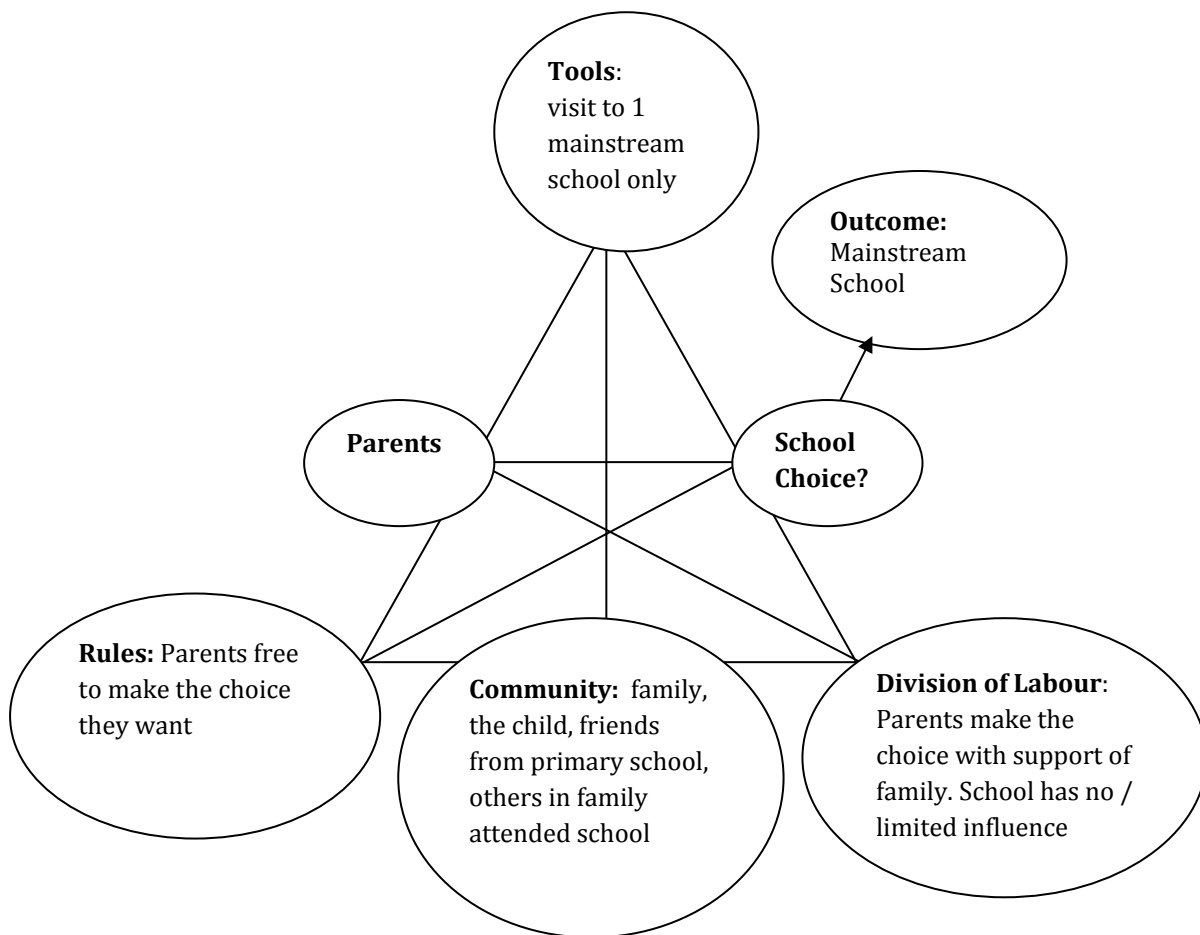 Tools:
visit to 1
mainstream
school only
Outcome:
Mainstream
School
Parents
School
Choice?
Rules: Parents free
to make the choice
they want
Community: family,
the child, friends
from primary school,
others in family
attended school
Division of Labour:
Parents make the
choice with support of
family. School has no /
limited influence